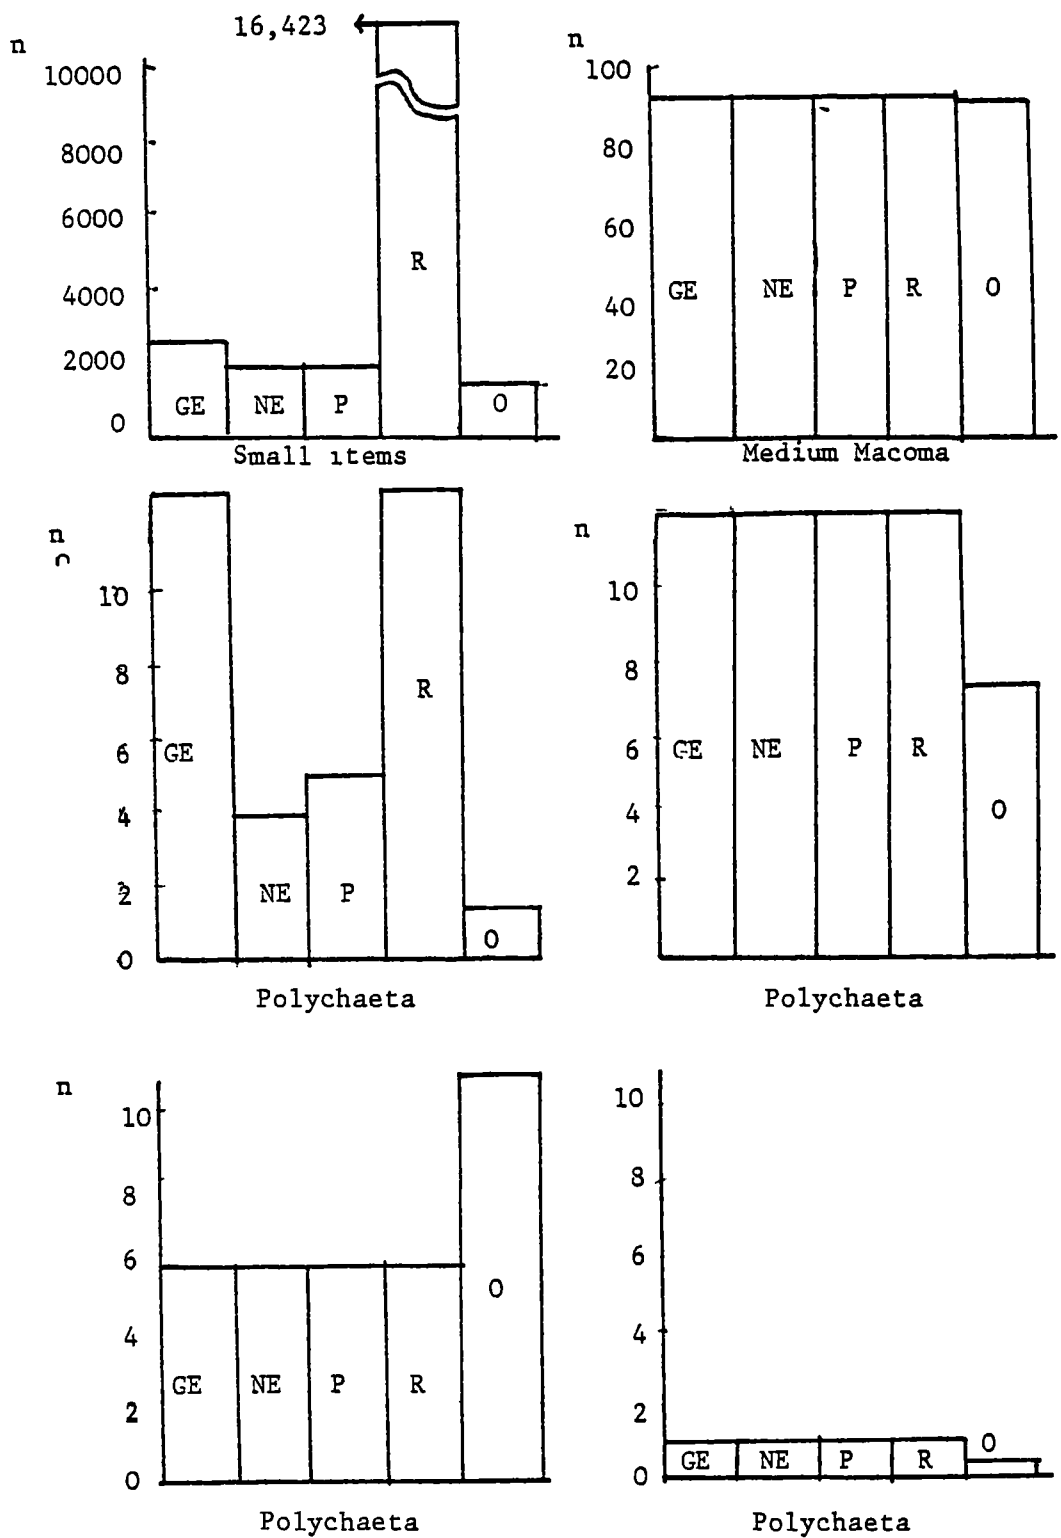 16,423
n
10000
8000
6000
4000
2000
0
R
GE NE P O
Small items
n
100
80
60
40
20
GE NE P R O
Medium Macoma
n
10
8
6
4
2
0
GE
R
NE P
O
Polychaeta
n
10
8
6
4
2
GE NE P R
O
Polychaeta
n
10
8
6
4
2
0
O
GE NE P R
Polychaeta
10
8
6
4
2
0
O
GE NE P R
Polychaeta